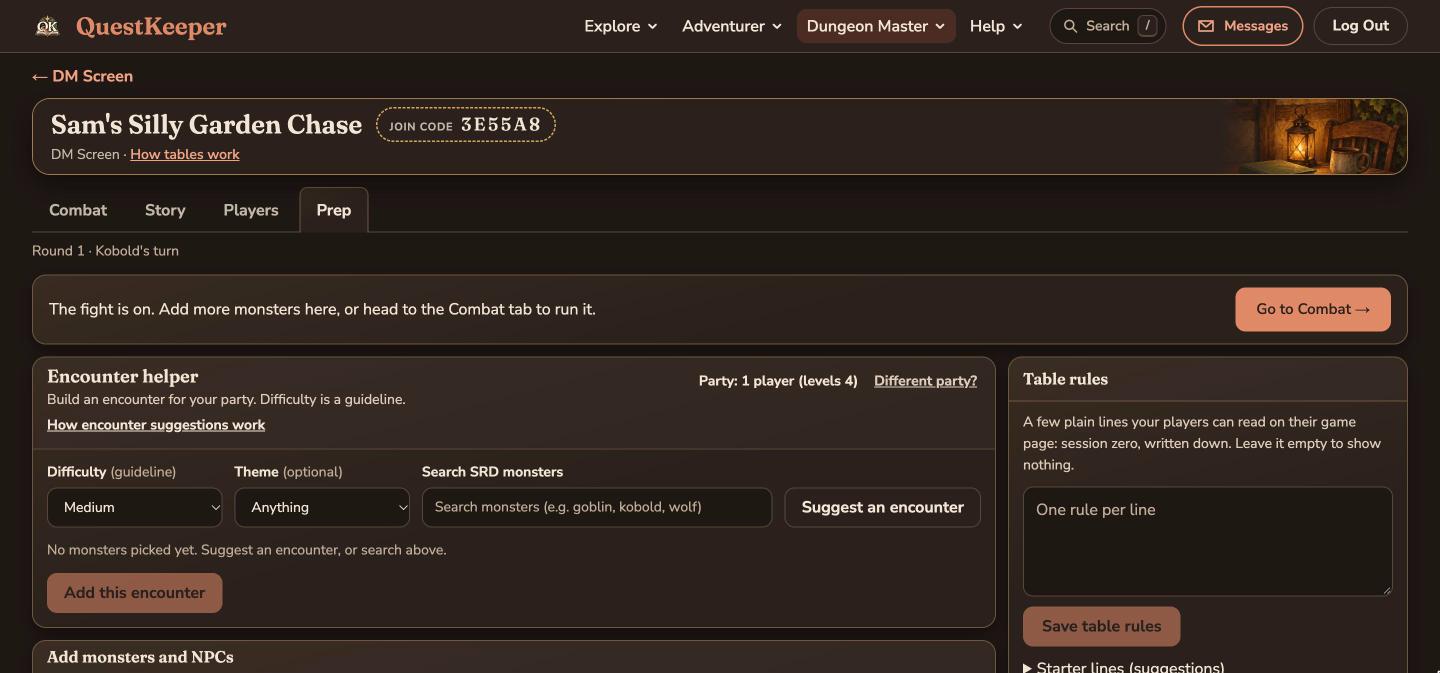 QK QuestKeeper
Explore Adventurer Dungeon Master Help Search / Messages Log Out
← DM Screen
Sam's Silly Garden Chase JOIN CODE 3E55A8
DM Screen · How tables work
Combat Story Players Prep
Round 1 · Kobold's turn
The fight is on. Add more monsters here, or head to the Combat tab to run it. Go to Combat →
Encounter helper
Build an encounter for your party. Difficulty is a guideline.
How encounter suggestions work
Party: 1 player (levels 4) Different party?
Difficulty (guideline) Theme (optional) Search SRD monsters
Medium Anything Search monsters (e.g. goblin, kobold, wolf) Suggest an encounter
No monsters picked yet. Suggest an encounter, or search above.
Add this encounter
Add monsters and NPCs
Table rules
A few plain lines your players can read on their game
page: session zero, written down. Leave it empty to show
nothing.
One rule per line
Save table rules
▶ Starter lines (suggestions)